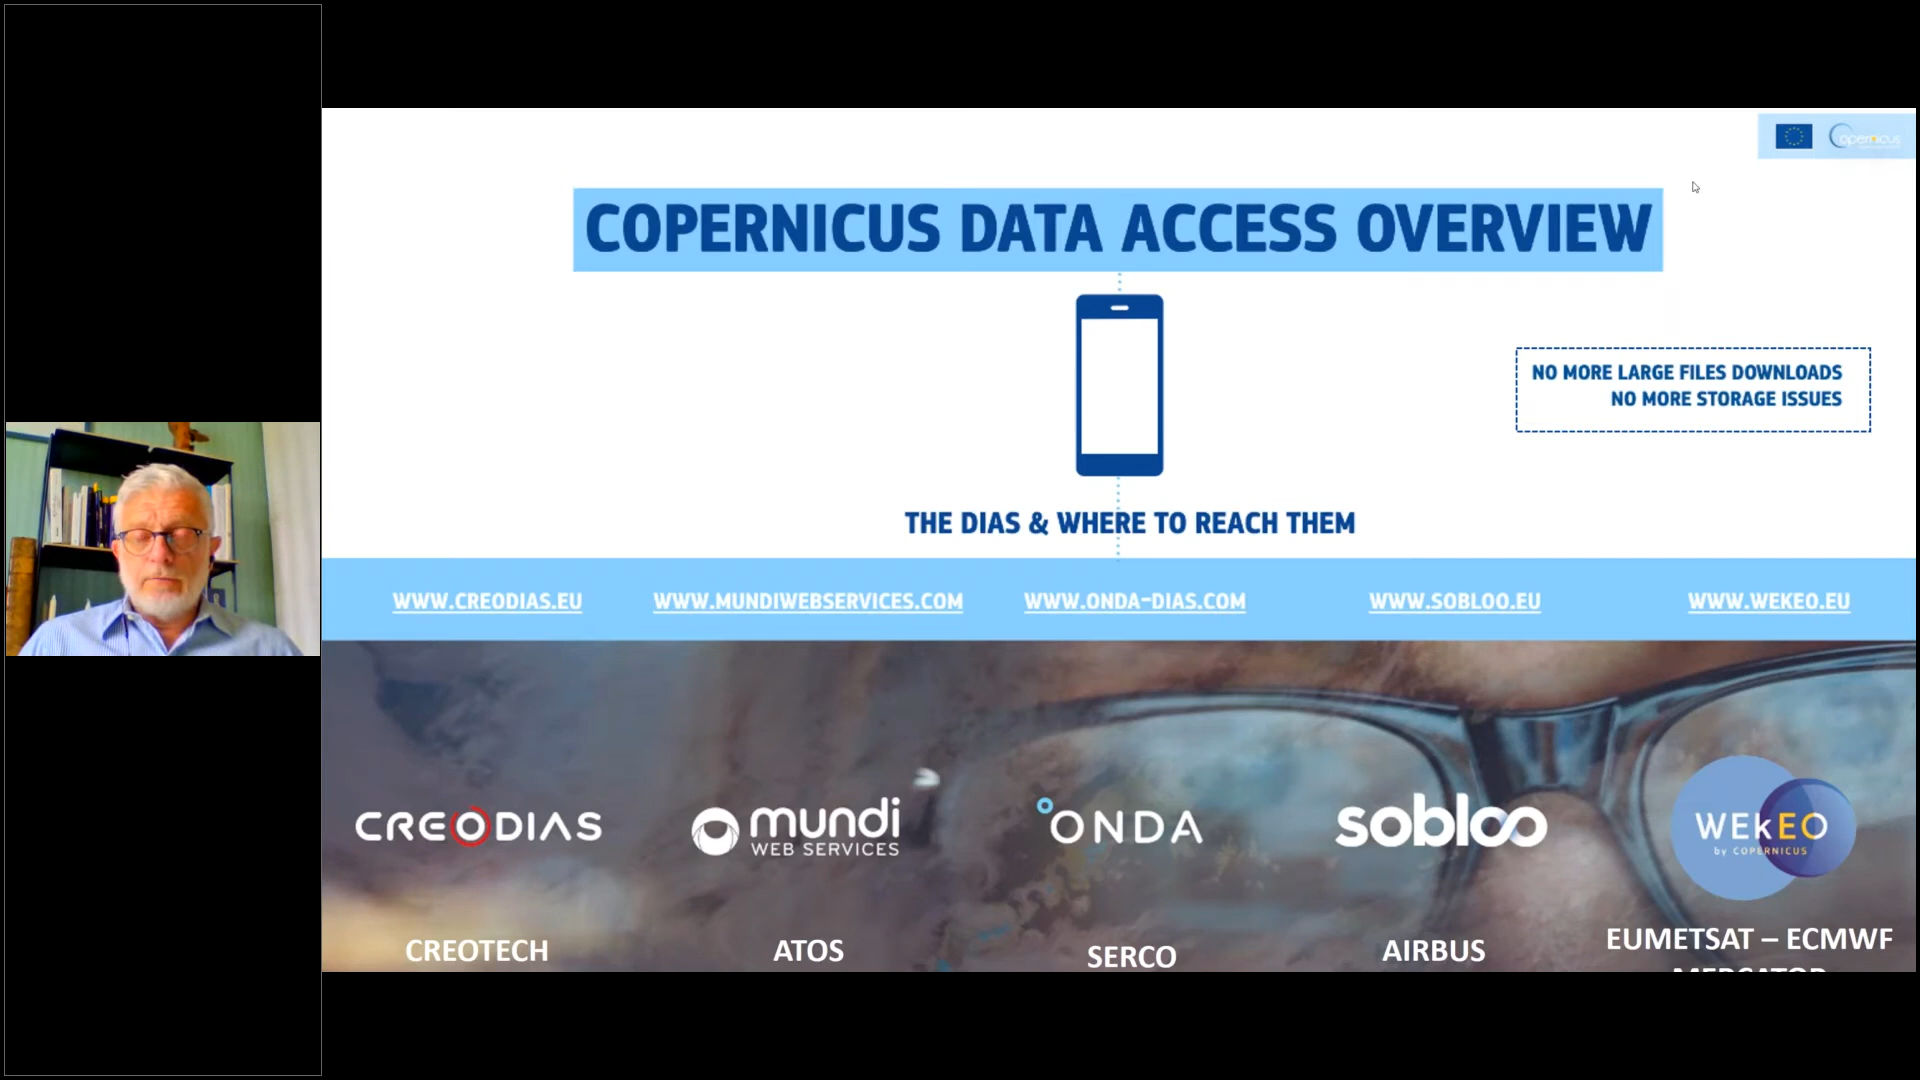 Copernicus
COPERNICUS DATA ACCESS OVERVIEW
NO MORE LARGE FILES DOWNLOADS
NO MORE STORAGE ISSUES
THE DIAS & WHERE TO REACH THEM
WWW.CREODIAS.EU
WWW.MUNDIWEBSERVICES.COM
WWW.ONDA-DIAS.COM
WWW.SOBLOO.EU
WWW.WEKEO.EU
CREODIAS
mundi
WEB SERVICES
ONDA
sobloo
WEkEO
by COPERNICUS
CREOTECH
ATOS
SERCO
AIRBUS
EUMETSAT – ECMWF
MERCATOR